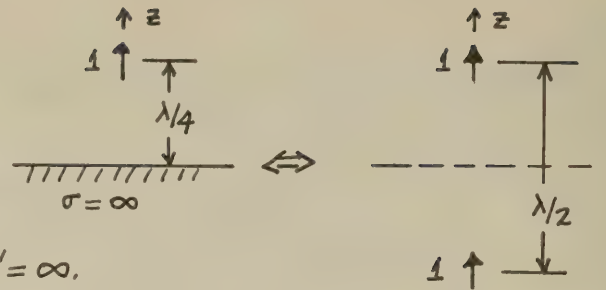 z
1
λ/4
σ = ∞
' = ∞.
⇔
z
1
λ/2
1